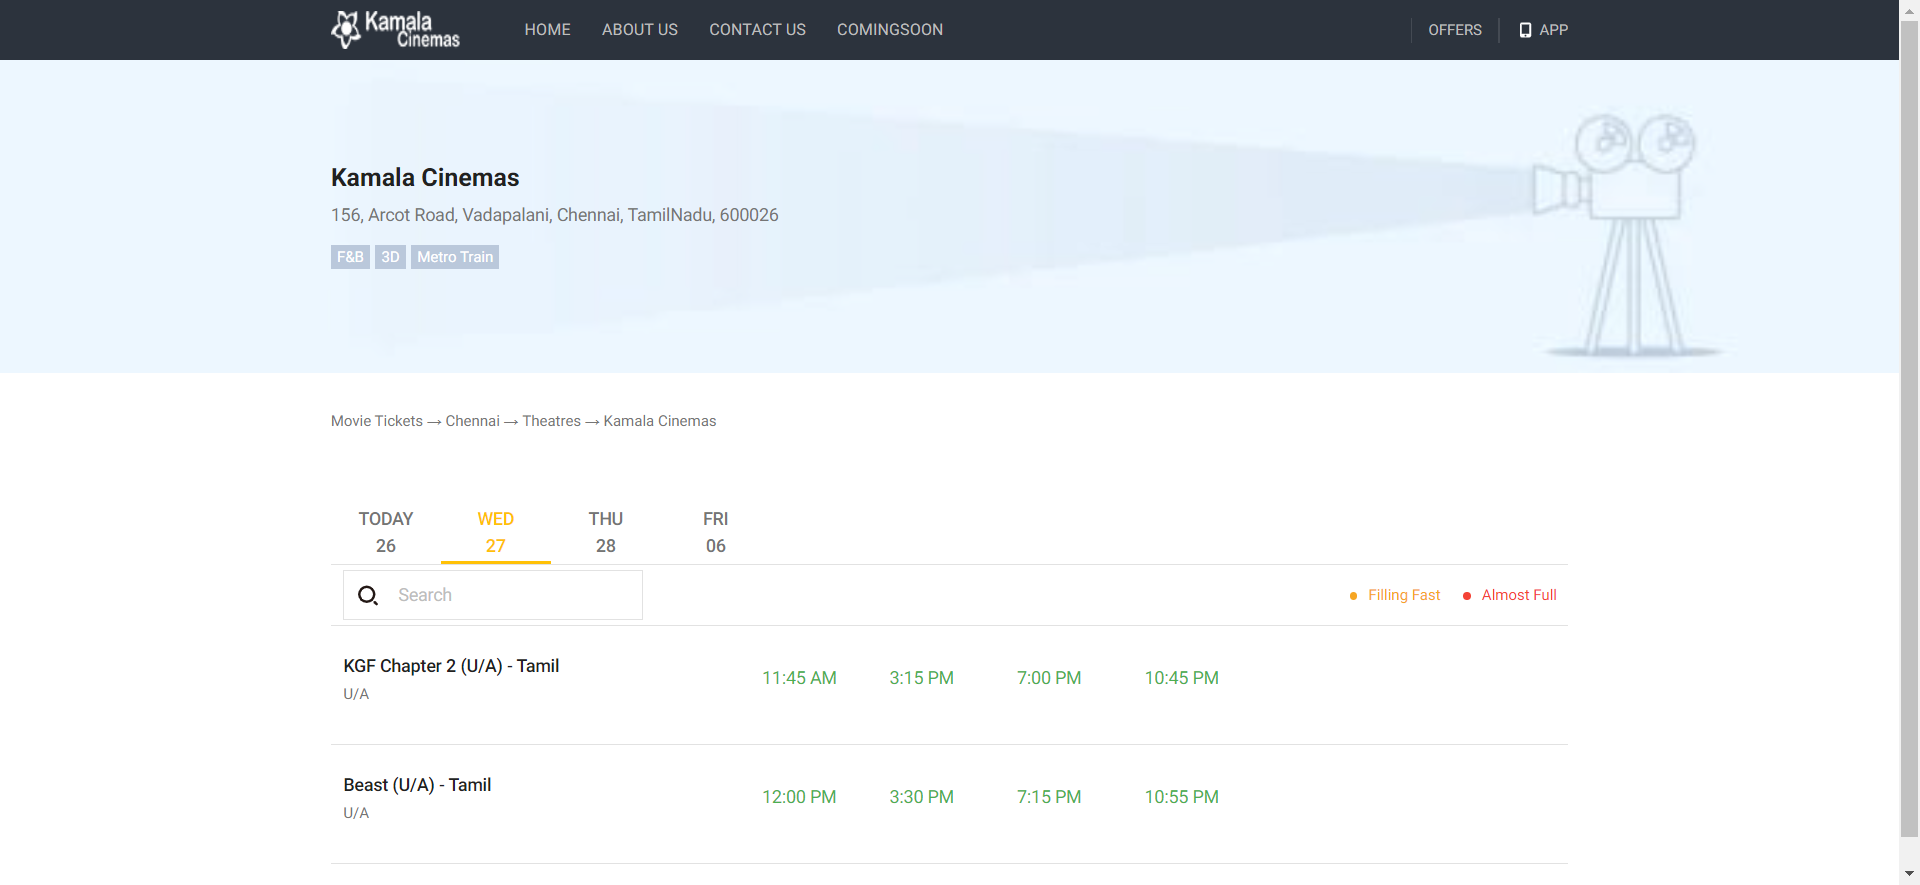 Kamala
Cinemas
HOME ABOUT US CONTACT US COMINGSOON OFFERS APP
Kamala Cinemas
156, Arcot Road, Vadapalani, Chennai, TamilNadu, 600026
F&B 3D Metro Train
Movie Tickets → Chennai → Theatres → Kamala Cinemas
TODAY WED THU FRI
26 27 28 06
Search Filling Fast Almost Full
KGF Chapter 2 (U/A) - Tamil 11:45 AM 3:15 PM 7:00 PM 10:45 PM
U/A
Beast (U/A) - Tamil 12:00 PM 3:30 PM 7:15 PM 10:55 PM
U/A